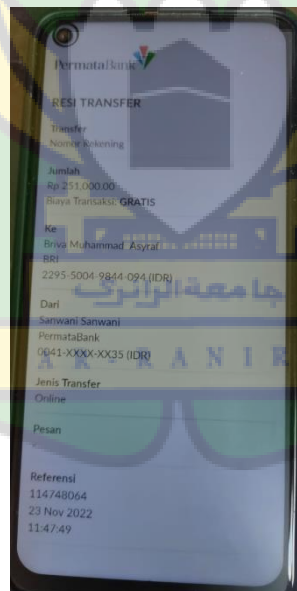 PermataBank
RESI TRANSFER
Transfer
Nomor Rekening
Jumlah
Rp 251,000.00
Biaya Transaksi: GRATIS
Ke
Briva Muhammad Asyral
BRI
2295-5004-9844-094 (IDR)
جامعة الرانري
Dari
Sanwani Sanwani
PermataBank
0041-XXXX-XX35 (IDR)
A R - R A N I R
Jenis Transfer
Online
Pesan
-
Referensi
114748064
23 Nov 2022
11:47:49